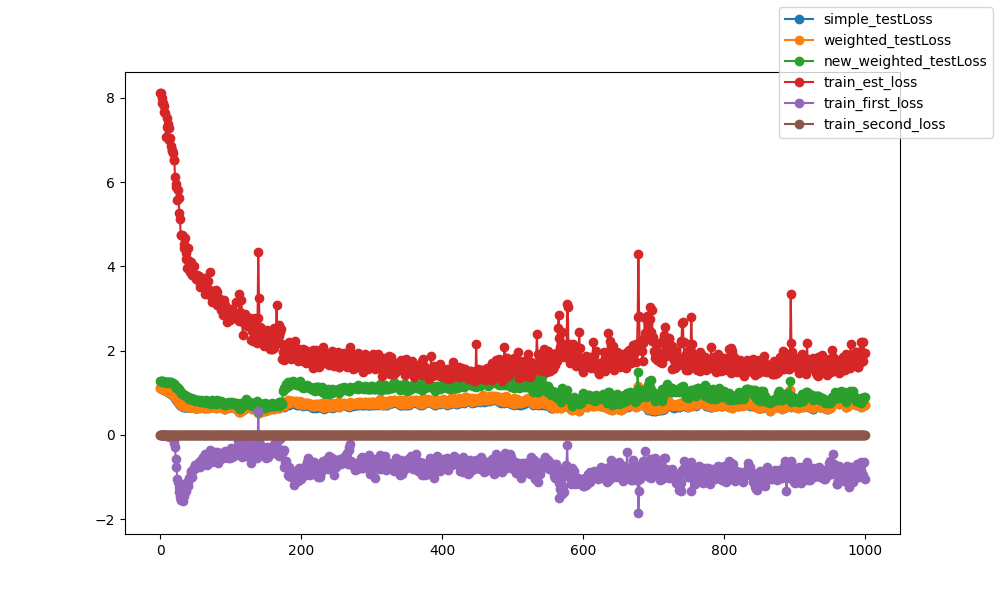 simple_testLoss
weighted_testLoss
new_weighted_testLoss
train_est_loss
train_first_loss
train_second_loss
8
6
4
2
0
−2
0 200 400 600 800 1000